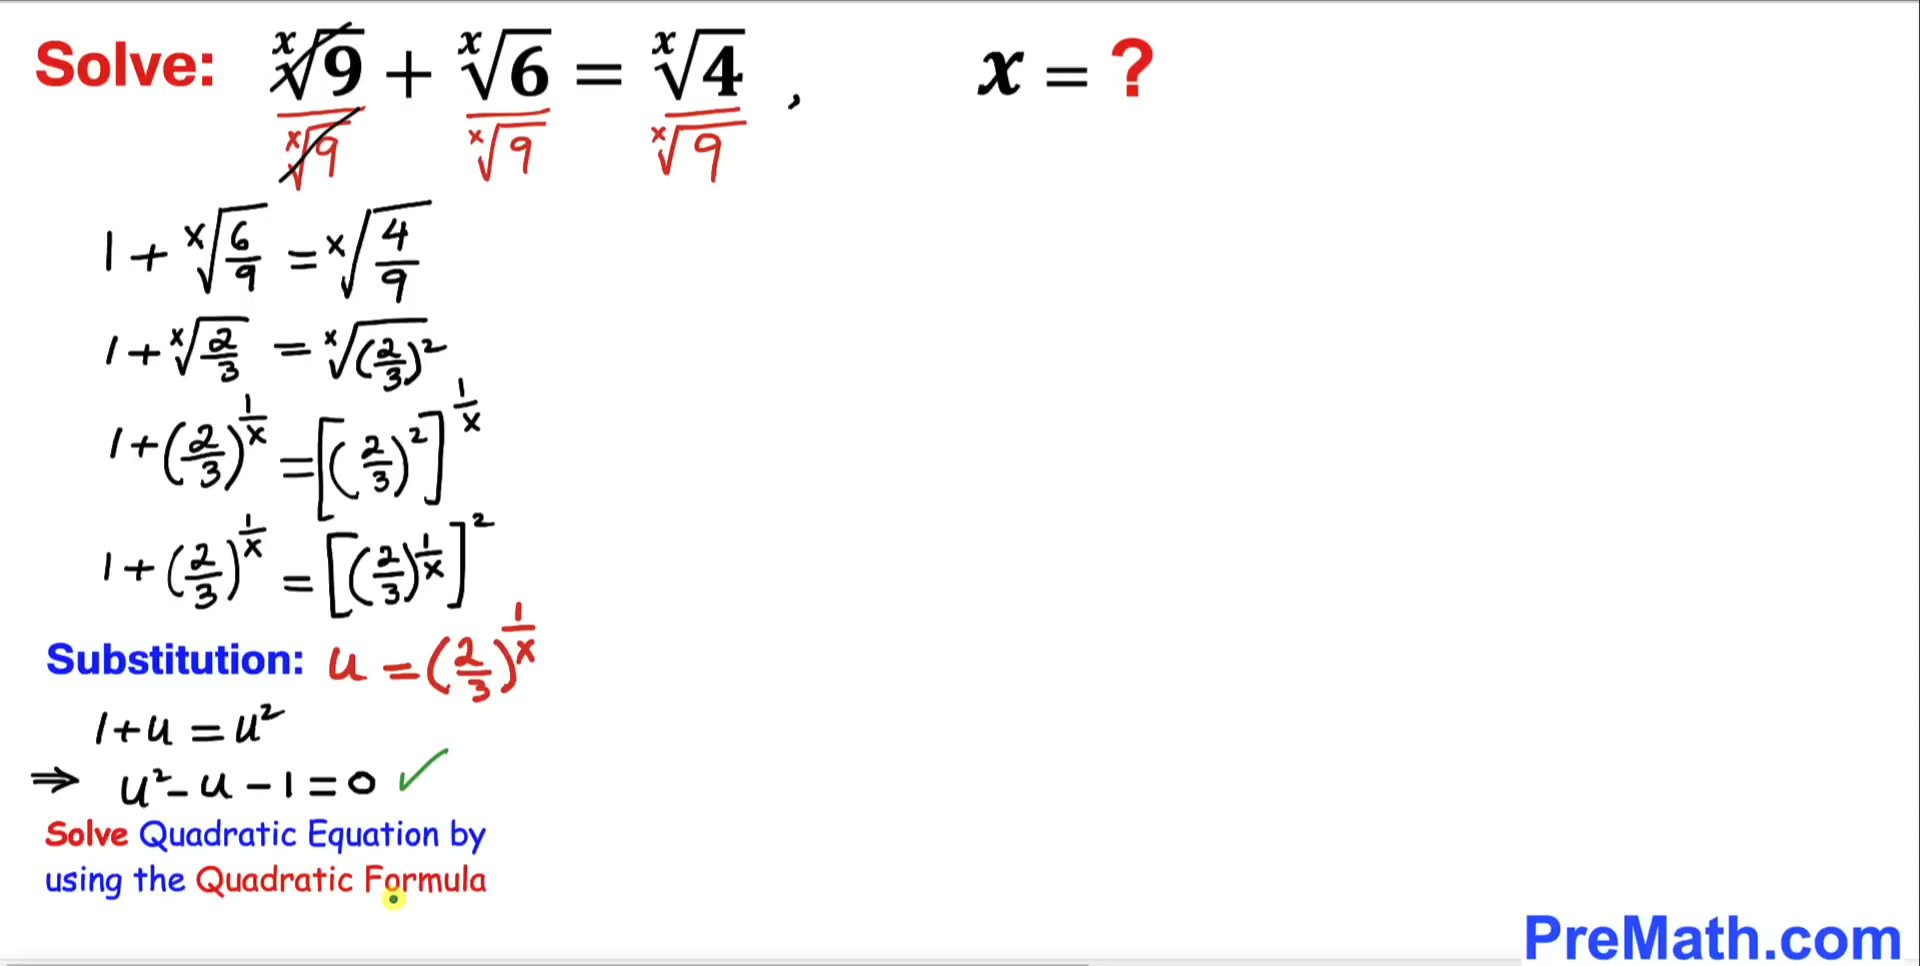 Solve: ˣ√9 / ˣ√9 + ˣ√6 / ˣ√9 = ˣ√4 / ˣ√9 , x = ?
1 + ˣ√(6/9) = ˣ√(4/9)
1 + ˣ√(2/3) = ˣ√((2/3)²)
1 + (2/3)^(1/x) = [(2/3)²]^(1/x)
1 + (2/3)^(1/x) = [(2/3)^(1/x)]²
Substitution: u = (2/3)^(1/x)
1 + u = u²
⇒ u² - u - 1 = 0 ✓
Solve Quadratic Equation by
using the Quadratic Formula
PreMath.com